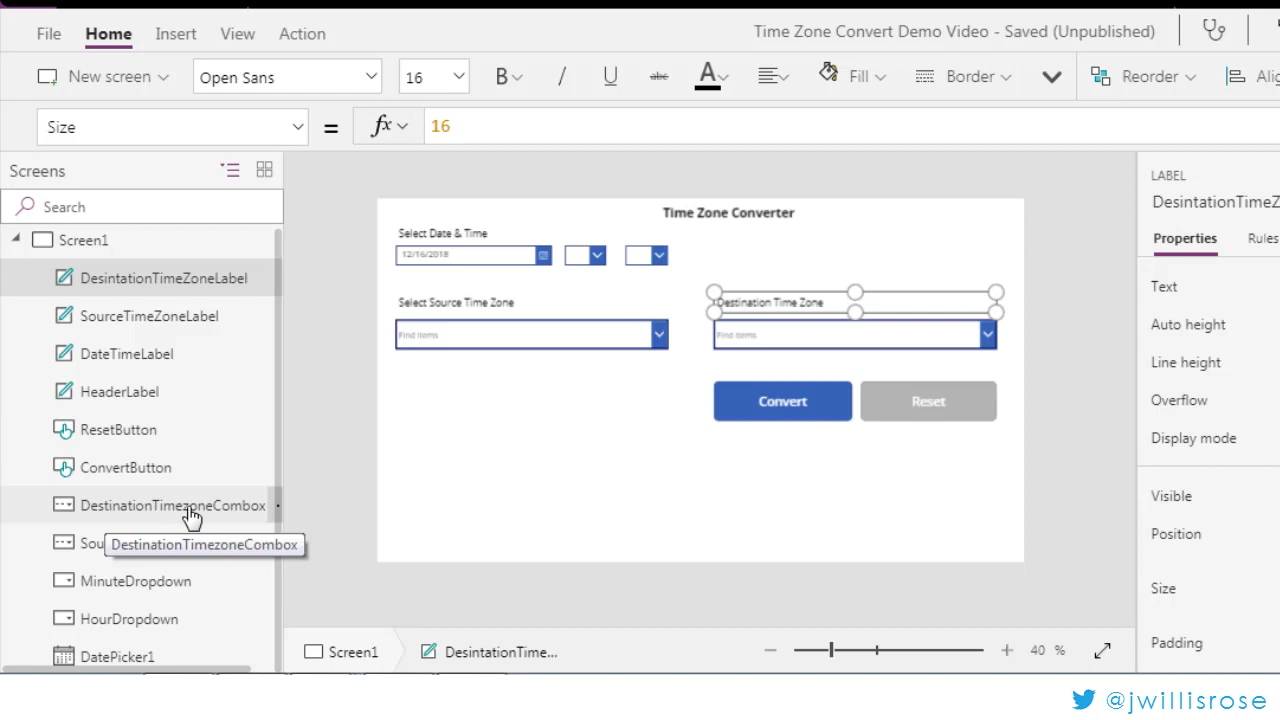 File Home Insert View Action Time Zone Convert Demo Video - Saved (Unpublished)
New screen Open Sans 16 B / U abc A Fill Border Reorder Alig
Size = fx 16
Screens
Search
Screen1
DesintationTimeZoneLabel
SourceTimeZoneLabel
DateTimeLabel
HeaderLabel
ResetButton
ConvertButton
DestinationTimezoneCombox
Sou
DestinationTimezoneCombox
MinuteDropdown
HourDropdown
DatePicker1
Time Zone Converter
Select Date & Time
12/16/2018
Select Source Time Zone
Destination Time Zone
Find items
Find items
Convert
Reset
Screen1 DesintationTime... 40 %
LABEL
DesintationTimeZ
Properties Rules
Text
Auto height
Line height
Overflow
Display mode
Visible
Position
Size
Padding
@jwillisrose